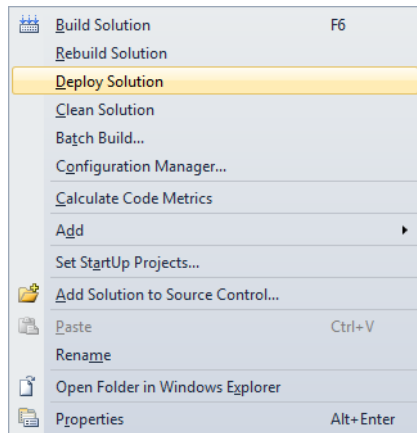 Build Solution F6
Rebuild Solution
Deploy Solution
Clean Solution
Batch Build...
Configuration Manager...
Calculate Code Metrics
Add
Set StartUp Projects...
Add Solution to Source Control...
Paste Ctrl+V
Rename
Open Folder in Windows Explorer
Properties Alt+Enter